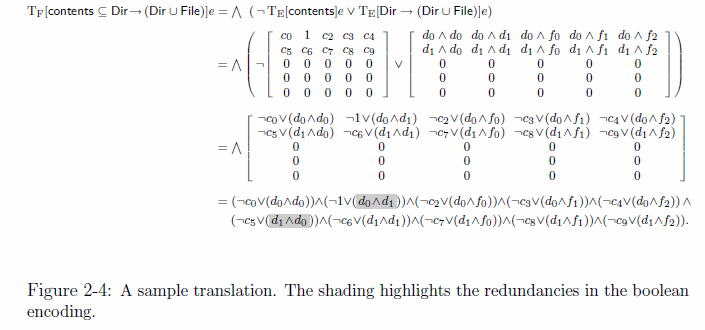 T_F[contents ⊆ Dir → (Dir ∪ File)]e = ⋀ (¬ T_E[contents]e ∨ T_E[Dir → (Dir ∪ File)]e)
= ⋀ ( ¬ [ c0 1 c2 c3 c4 ] ∨ [ d0 ∧ d0 d0 ∧ d1 d0 ∧ f0 d0 ∧ f1 d0 ∧ f2 ] )
c5 c6 c7 c8 c9 d1 ∧ d0 d1 ∧ d1 d1 ∧ f0 d1 ∧ f1 d1 ∧ f2
0 0 0 0 0 0 0 0 0 0
0 0 0 0 0 0 0 0 0 0
0 0 0 0 0 0 0 0 0 0
= ⋀ [ ¬c0∨(d0∧d0) ¬1∨(d0∧d1) ¬c2∨(d0∧f0) ¬c3∨(d0∧f1) ¬c4∨(d0∧f2) ]
¬c5∨(d1∧d0) ¬c6∨(d1∧d1) ¬c7∨(d1∧f0) ¬c8∨(d1∧f1) ¬c9∨(d1∧f2)
0 0 0 0 0
0 0 0 0 0
0 0 0 0 0
= (¬c0∨(d0∧d0))∧(¬1∨(d0∧d1))∧(¬c2∨(d0∧f0))∧(¬c3∨(d0∧f1))∧(¬c4∨(d0∧f2)) ∧
(¬c5∨(d1∧d0))∧(¬c6∨(d1∧d1))∧(¬c7∨(d1∧f0))∧(¬c8∨(d1∧f1))∧(¬c9∨(d1∧f2)).
Figure 2-4: A sample translation. The shading highlights the redundancies in the boolean
encoding.